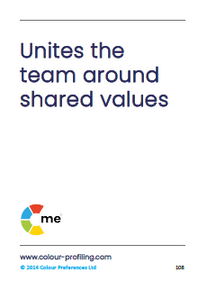 Unites the
team around
shared values
me
www.colour-profiling.com
© 2014 Colour Preferences Ltd
108